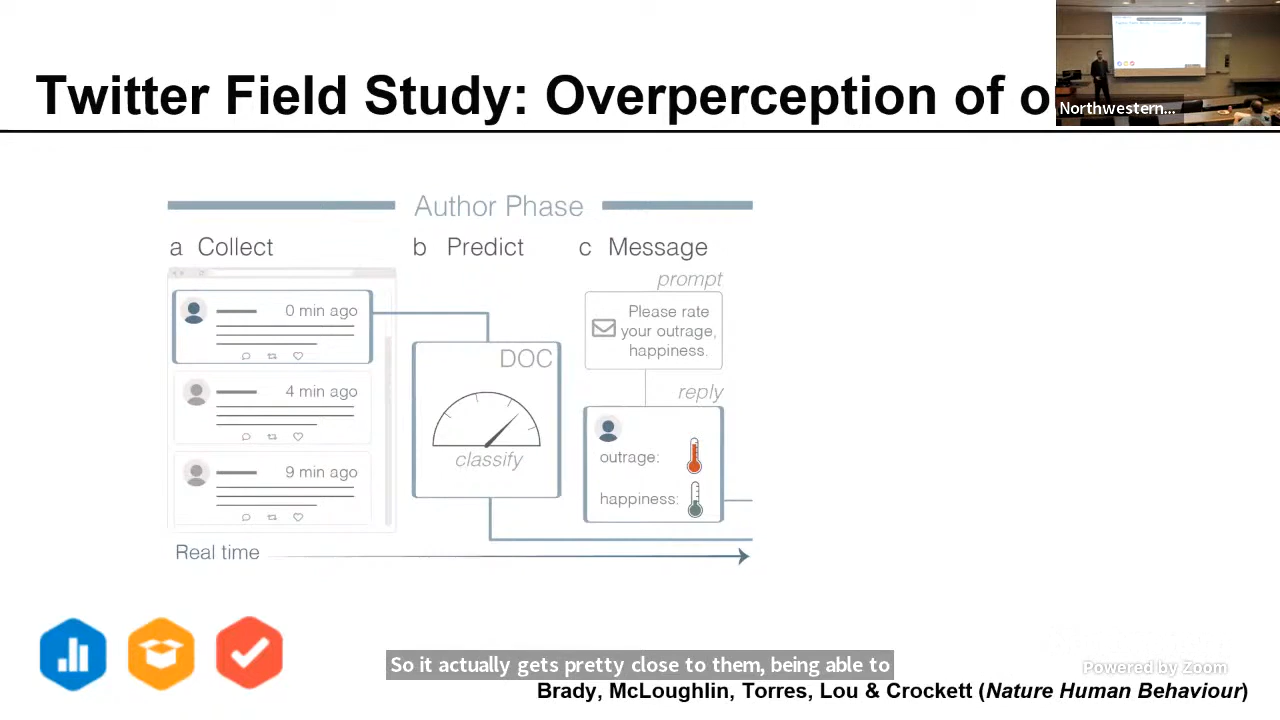 Twitter Field Study: Overperception of o
Northwestern...
Author Phase
a Collect
b Predict
c Message
prompt
0 min ago
Please rate
your outrage,
happiness.
DOC
4 min ago
reply
classify
outrage:
9 min ago
happiness:
Real time
So it actually gets pretty close to them, being able to
Powered by Zoom
Brady, McLoughlin, Torres, Lou & Crockett (Nature Human Behaviour)